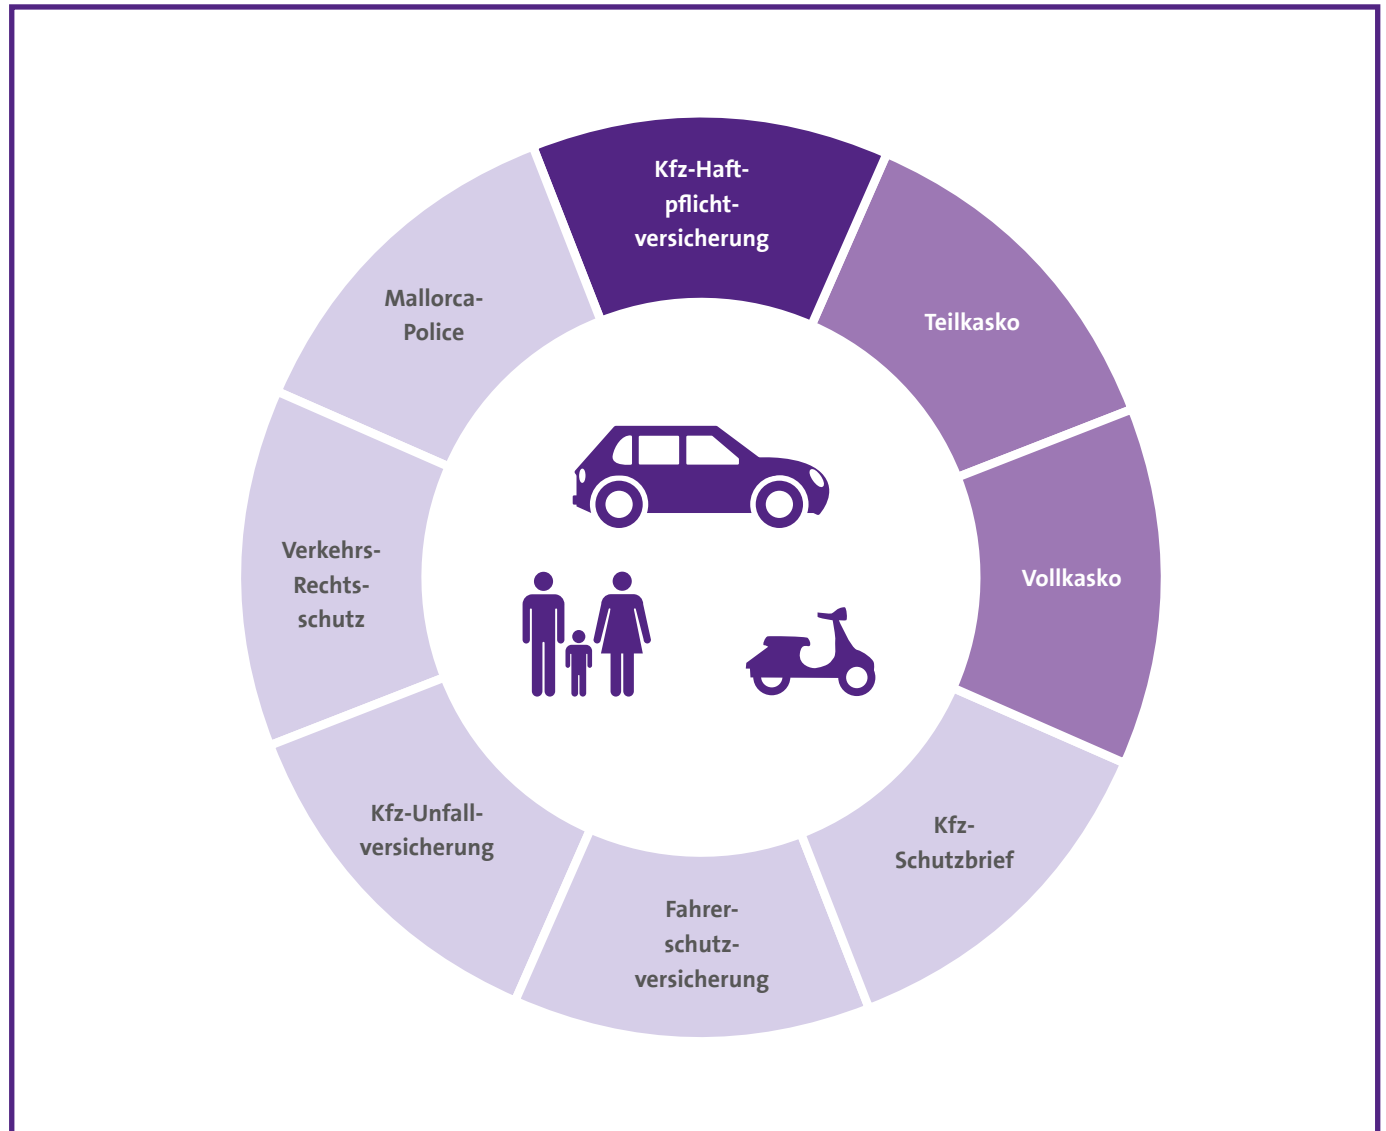 Kfz-Haft-
pflicht-
versicherung
Teilkasko
Vollkasko
Kfz-
Schutzbrief
Fahrer-
schutz-
versicherung
Kfz-Unfall-
versicherung
Verkehrs-
Rechts-
schutz
Mallorca-
Police